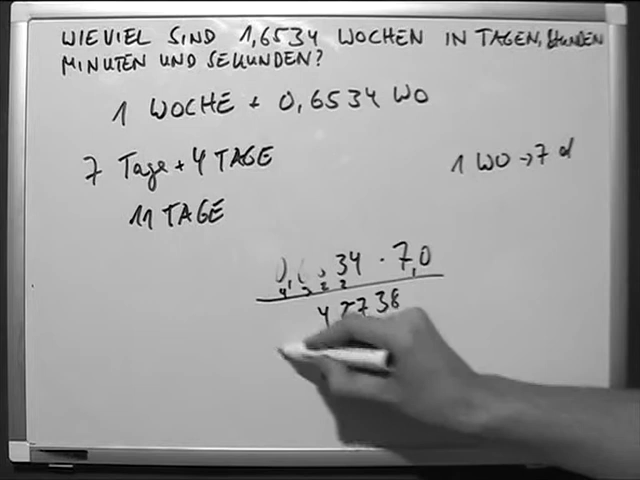 WIEVIEL SIND 1,6534 WOCHEN IN TAGEN, STUNDEN
MINUTEN UND SEKUNDEN?
1 WOCHE + 0,6534 WO
7 Tage + 4 TAGE
1 WO → 7 d
11 TAGE
34 · 7,0
738